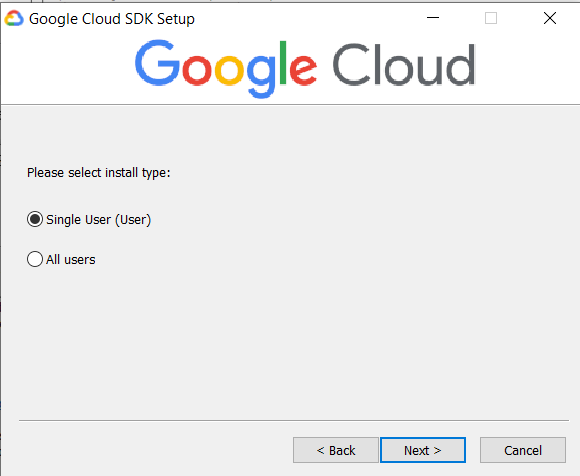 Google Cloud SDK Setup
Google Cloud
Please select install type:
Single User (User)
All users
< Back
Next >
Cancel